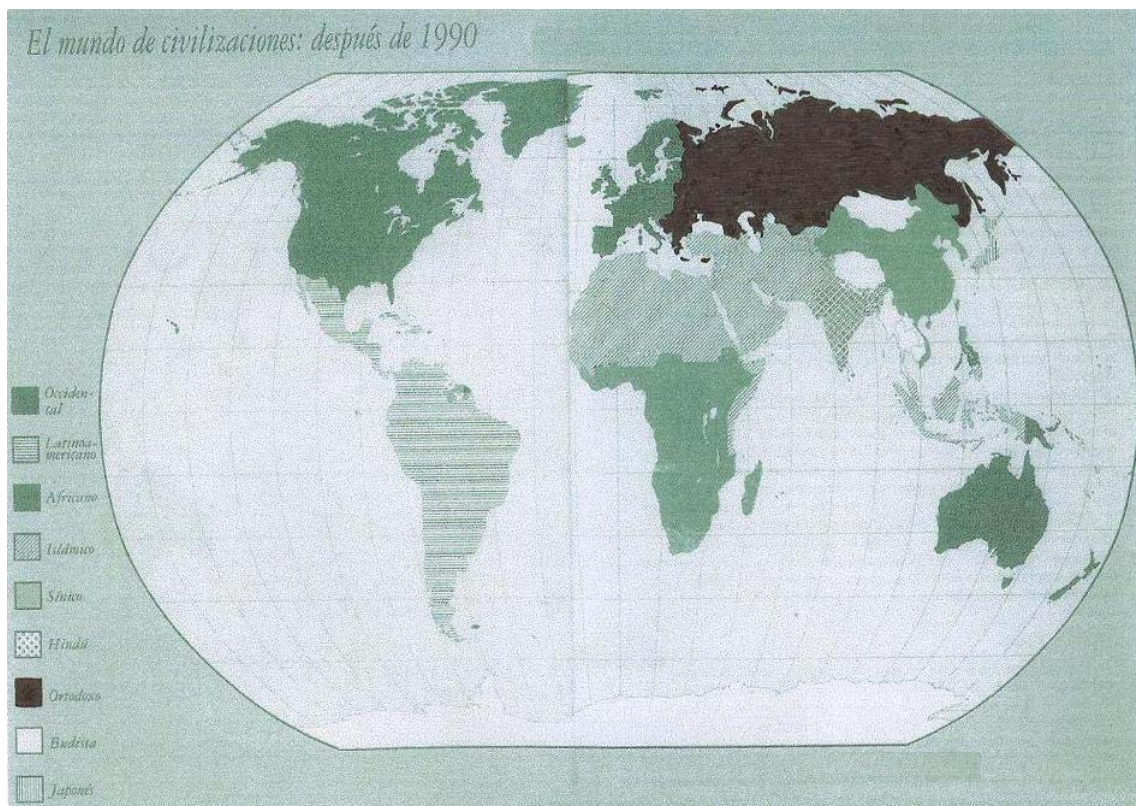 El mundo de civilizaciones: después de 1990
Occiden-
tal
Latinoa-
mericano
Africano
Islámico
Sínico
Hindú
Ortodoxo
Budista
Japonés